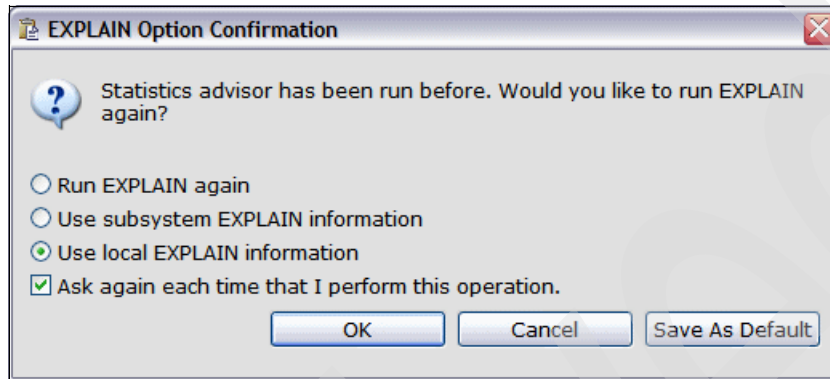 EXPLAIN Option Confirmation
Statistics advisor has been run before. Would you like to run EXPLAIN
again?
Run EXPLAIN again
Use subsystem EXPLAIN information
Use local EXPLAIN information
Ask again each time that I perform this operation.
OK Cancel Save As Default